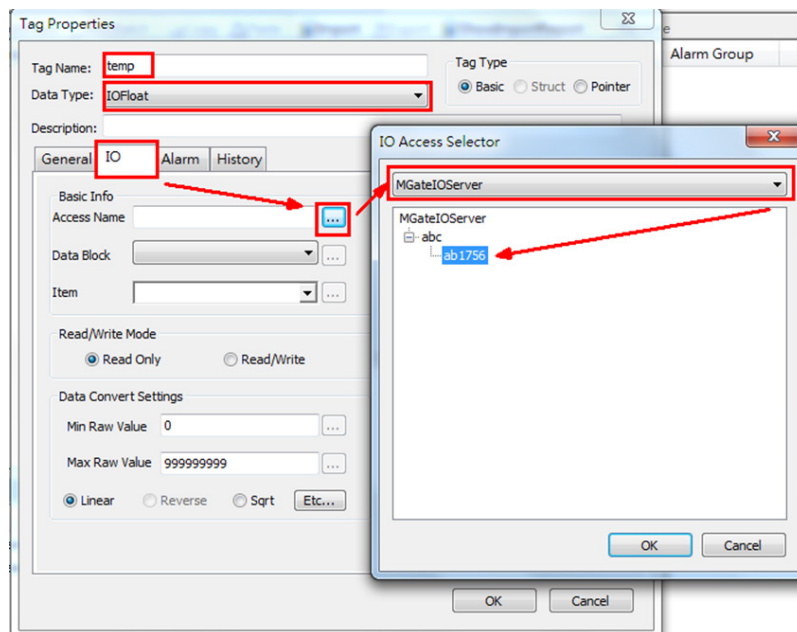 Tag Properties
Alarm Group
Tag Name: temp
Tag Type
Basic Struct Pointer
Data Type: IOFloat
Description:
General IO Alarm History
Basic Info
Access Name ...
Data Block ...
Item ...
Read/Write Mode
Read Only Read/Write
Data Convert Settings
Min Raw Value 0 ...
Max Raw Value 999999999 ...
Linear Reverse Sqrt Etc...
OK Cancel
IO Access Selector
MGateIOServer
MGateIOServer
abc
ab1756
OK Cancel